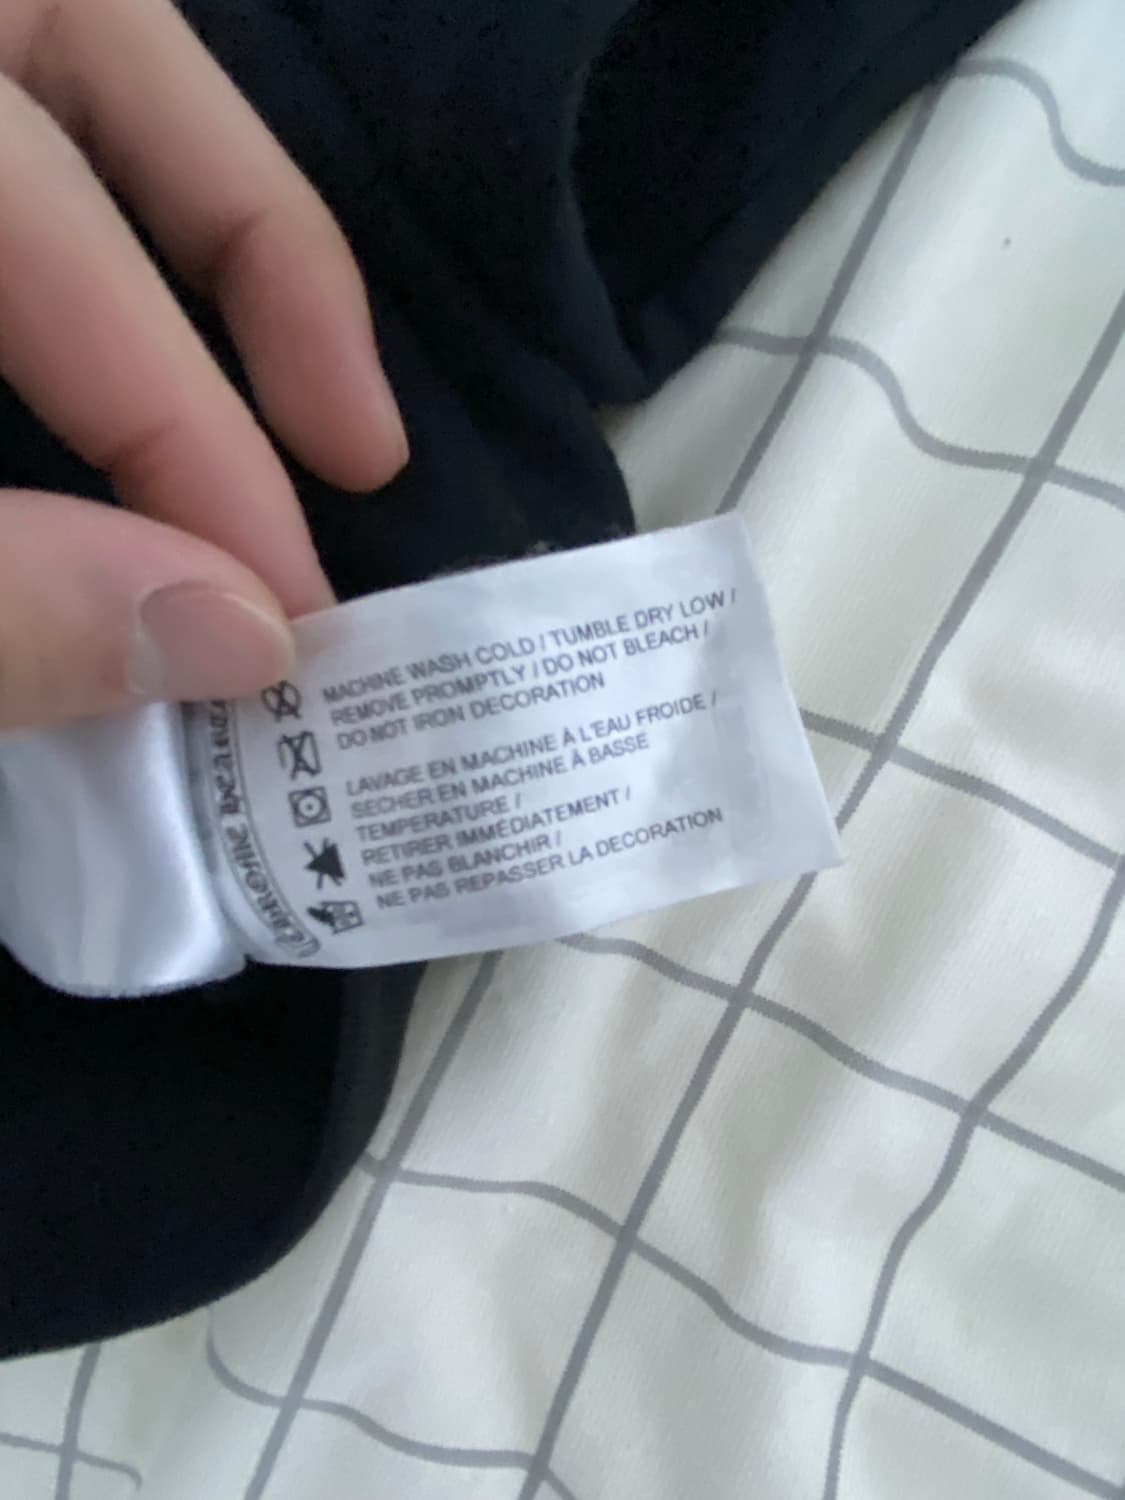 MACHINE WASH COLD / TUMBLE DRY LOW /
REMOVE PROMPTLY / DO NOT BLEACH /
DO NOT IRON DECORATION
LAVAGE EN MACHINE À L'EAU FROIDE /
SECHER EN MACHINE À BASSE
TEMPERATURE /
RETIRER IMMÉDIATEMENT /
NE PAS BLANCHIR /
NE PAS REPASSER LA DECORATION